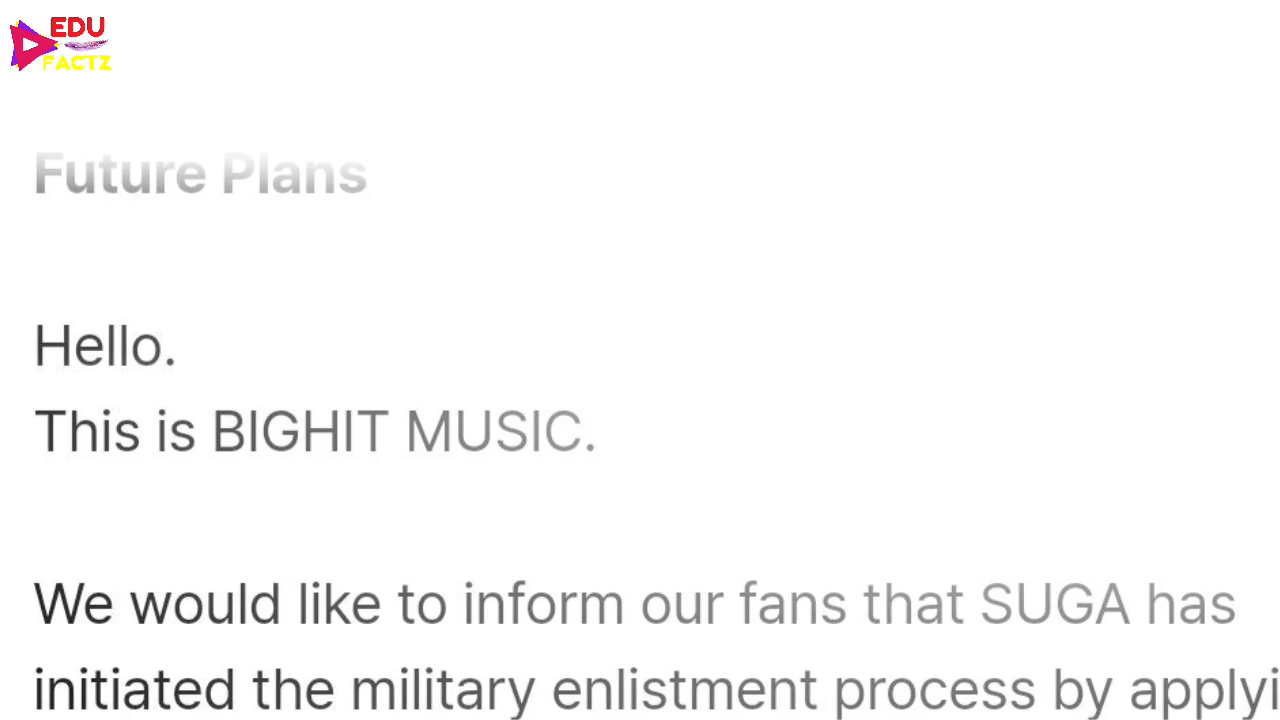 EDU
FACTZ
Future Plans
Hello.
This is BIGHIT MUSIC.
We would like to inform our fans that SUGA has
initiated the military enlistment process by applyi